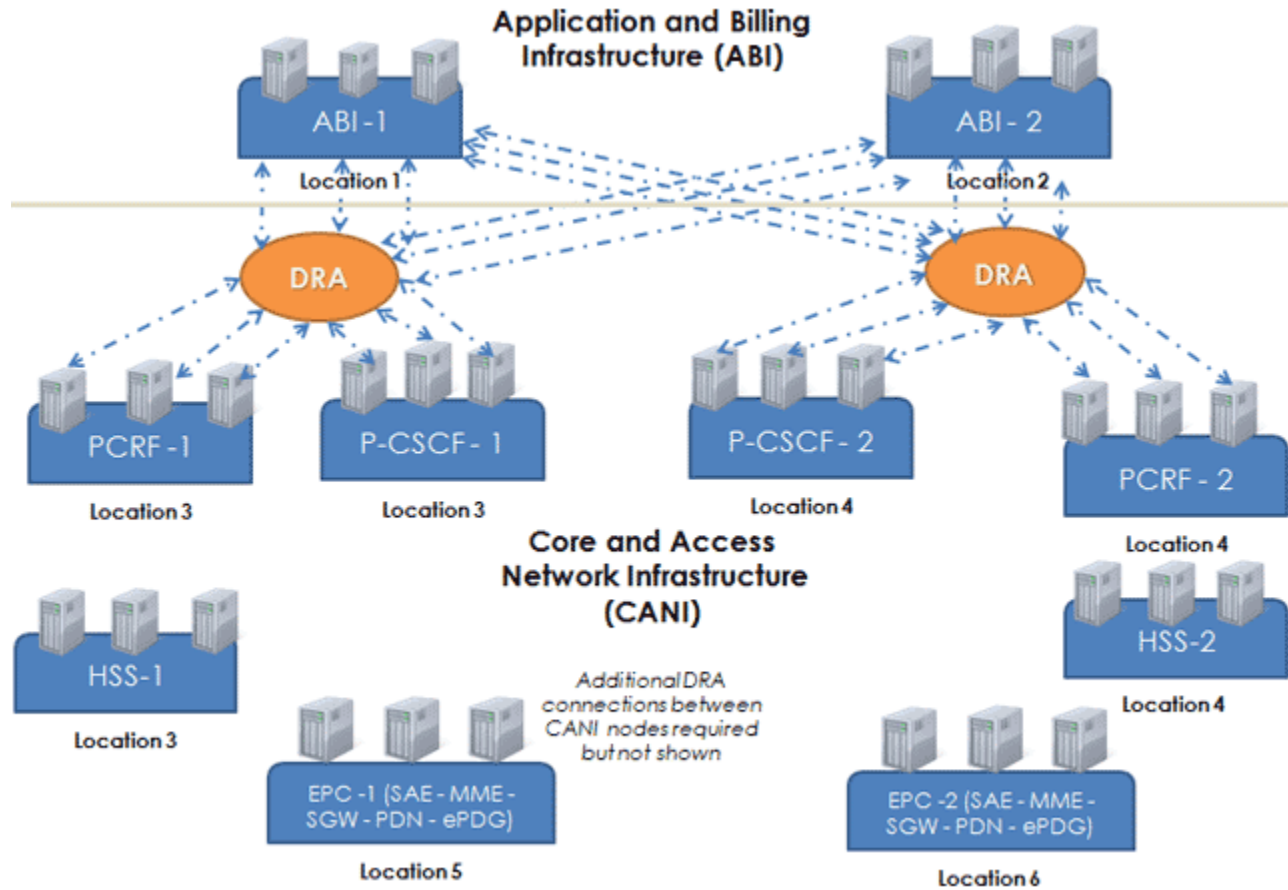 Application and Billing
Infrastructure (ABI)
ABI -1
ABI - 2
Location 1
Location 2
DRA
DRA
PCRF -1
P-CSCF - 1
P-CSCF - 2
PCRF - 2
Location 3
Location 3
Location 4
Location 4
Core and Access
Network Infrastructure
(CANI)
HSS-1
HSS-2
Location 3
Location 4
Additional DRA
connections between
CANI nodes required
but not shown
EPC -1 (SAE - MME -
SGW - PDN - ePDG)
EPC -2 (SAE - MME -
SGW - PDN - ePDG)
Location 5
Location 6